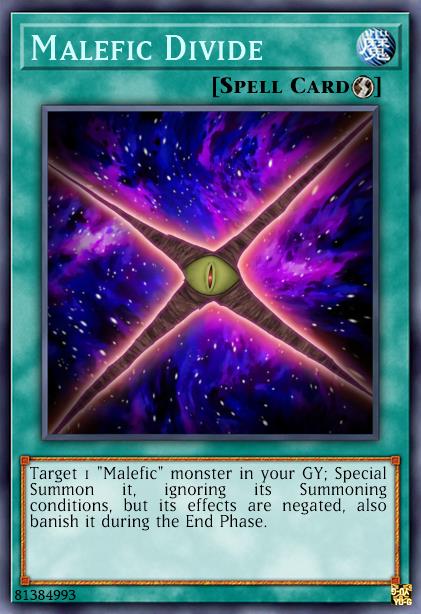 Malefic Divide
魔
[Spell Card]
Target 1 "Malefic" monster in your GY; Special
Summon it, ignoring its Summoning
conditions, but its effects are negated, also
banish it during the End Phase.
81384993